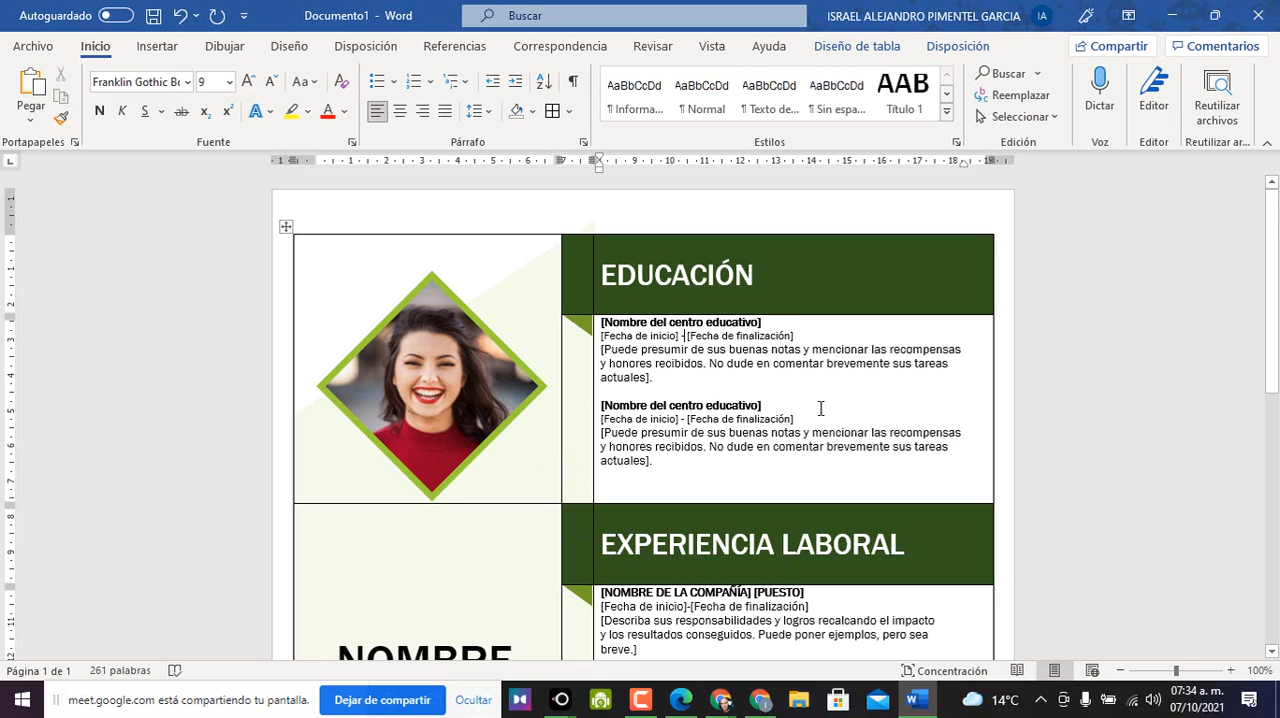 Autoguardado
Documento1 - Word
Buscar
ISRAEL ALEJANDRO PIMENTEL GARCIA
IA
Archivo
Inicio
Insertar
Dibujar
Diseño
Disposición
Referencias
Correspondencia
Revisar
Vista
Ayuda
Diseño de tabla
Disposición
Compartir
Comentarios
Pegar
Portapapeles
Franklin Gothic Bo
9
Aa
N K S ab x₂ x²
Fuente
Párrafo
AaBbCcDd
¶ Informa...
AaBbCcDd
¶ Normal
AaBbCcDd
¶ Texto de...
AaBbCcDd
¶ Sin espa...
AAB
Título 1
Estilos
Buscar
Reemplazar
Seleccionar
Edición
Dictar
Voz
Editor
Editor
Reutilizar
archivos
Reutilizar ar...
EDUCACIÓN
[Nombre del centro educativo]
[Fecha de inicio] -[Fecha de finalización]
[Puede presumir de sus buenas notas y mencionar las recompensas
y honores recibidos. No dude en comentar brevemente sus tareas
actuales].
[Nombre del centro educativo]
[Fecha de inicio] - [Fecha de finalización]
[Puede presumir de sus buenas notas y mencionar las recompensas
y honores recibidos. No dude en comentar brevemente sus tareas
actuales].
EXPERIENCIA LABORAL
[NOMBRE DE LA COMPAÑÍA] [PUESTO]
[Fecha de inicio]-[Fecha de finalización]
[Describa sus responsabilidades y logros recalcando el impacto
y los resultados conseguidos. Puede poner ejemplos, pero sea
breve.]
NOMBRE
Página 1 de 1
261 palabras
Concentración
100%
meet.google.com está compartiendo tu pantalla.
Dejar de compartir
Ocultar
14°C
07:34 a. m.
07/10/2021